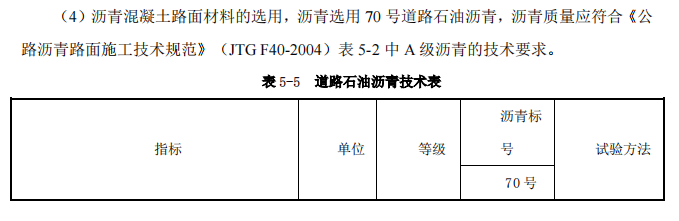 （4）沥青混凝土路面材料的选用，沥青选用 70 号道路石油沥青，沥青质量应符合《公
路沥青路面施工技术规范》（JTG F40-2004）表 5-2 中 A 级沥青的技术要求。
表 5-5 道路石油沥青技术表
指标 单位 等级 沥青标号 试验方法
70 号